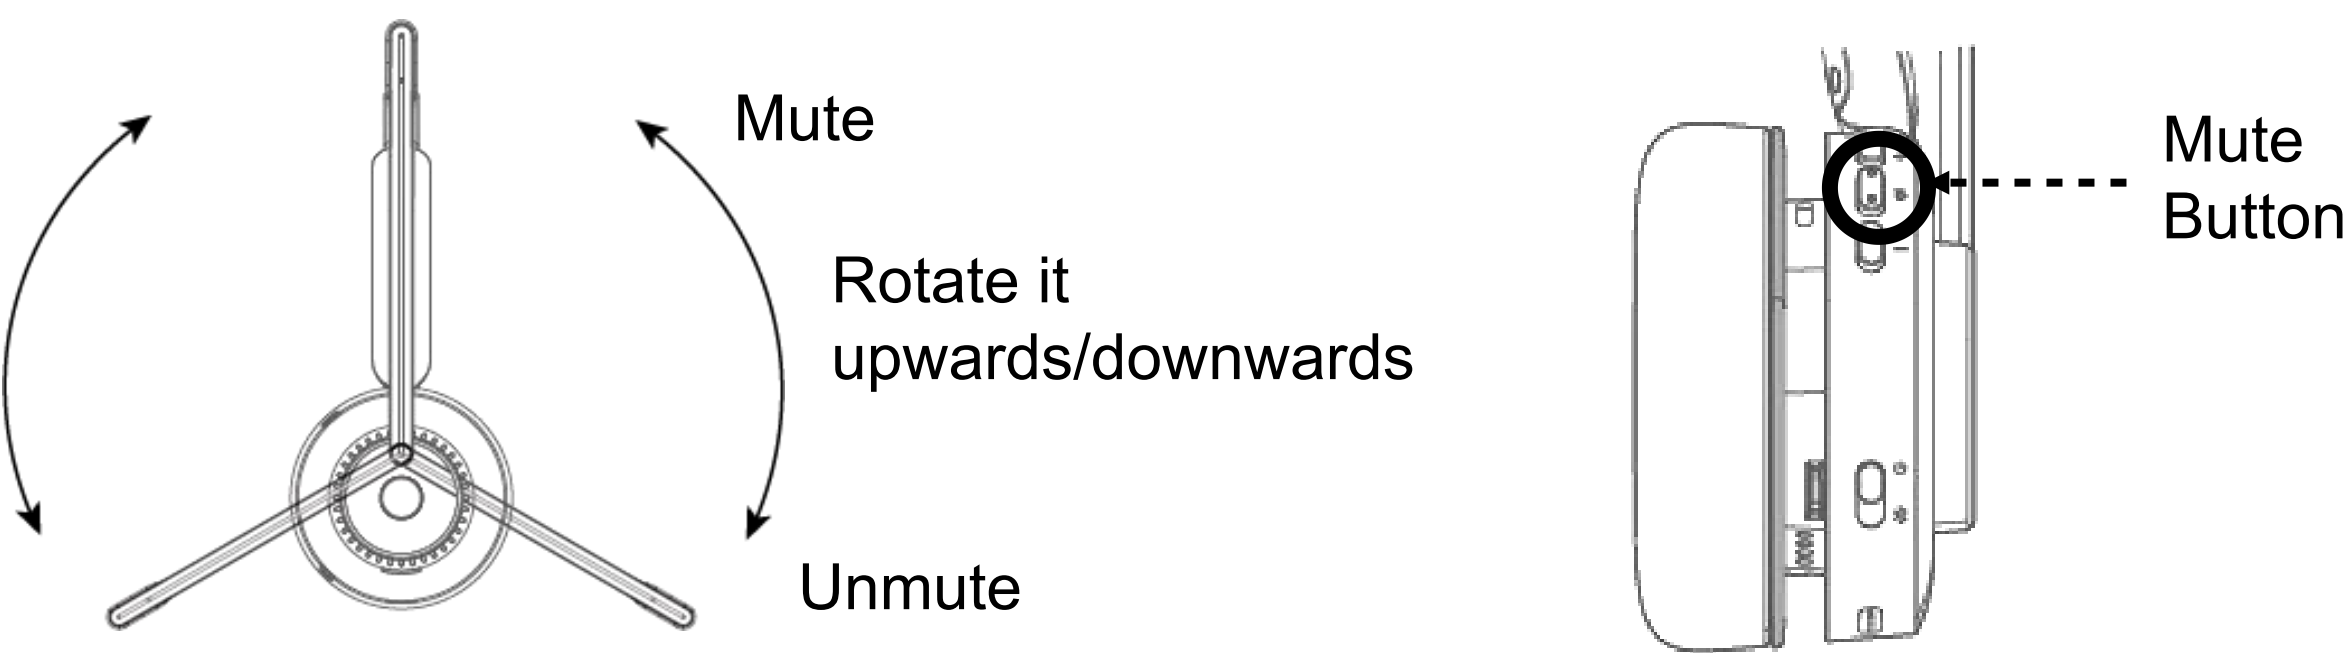 Mute
Rotate it
upwards/downwards
Unmute
Mute
Button